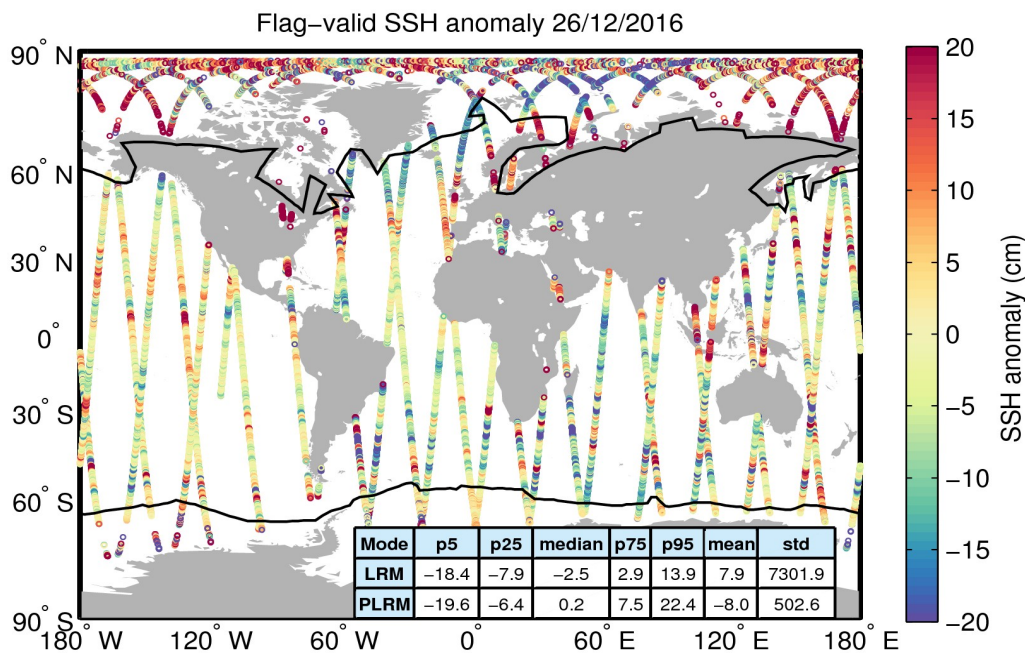 Flag−valid SSH anomaly 26/12/2016
90° N
60° N
30° N
0°
30° S
60° S
90° S
180° W
120° W
60° W
0°
60° E
120° E
180° E
Mode p5 p25 median p75 p95 mean std
LRM −18.4 −7.9 −2.5 2.9 13.9 7.9 7301.9
PLRM −19.6 −6.4 0.2 7.5 22.4 −8.0 502.6
20
15
10
5
0
−5
−10
−15
−20
SSH anomaly (cm)